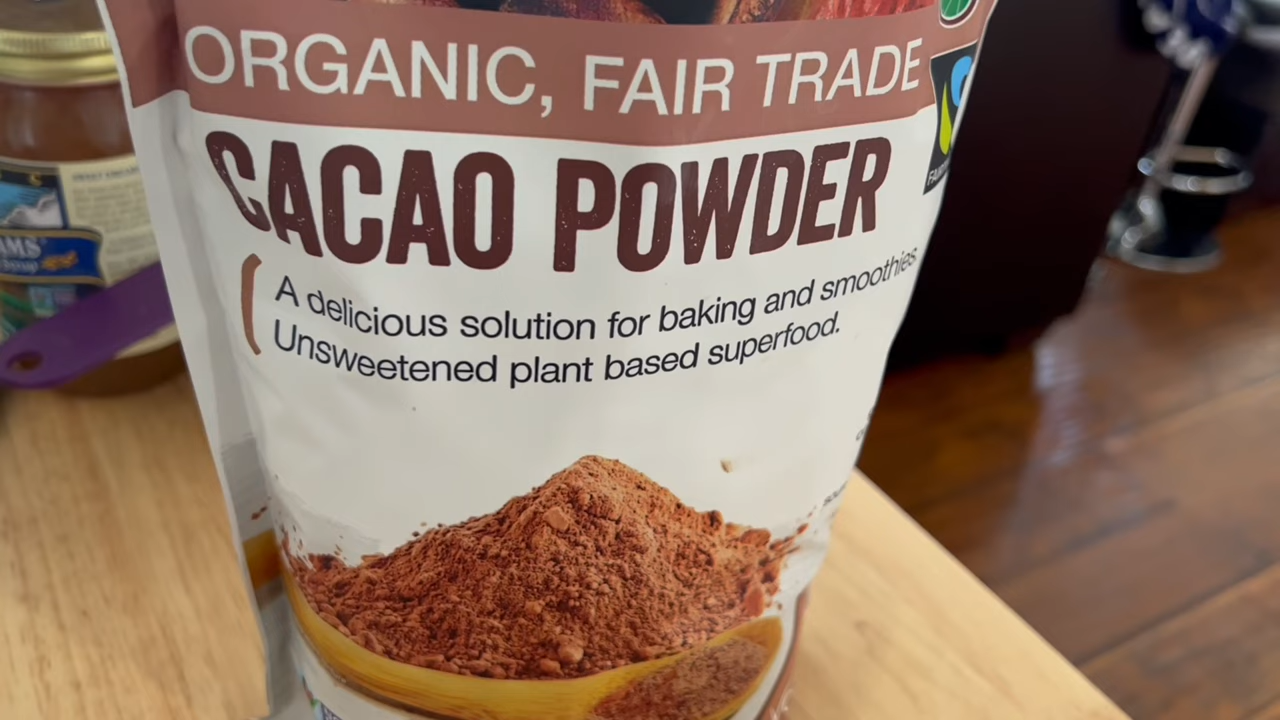 ORGANIC, FAIR TRADE
CACAO POWDER
A delicious solution for baking and smoothies.
Unsweetened plant based superfood.